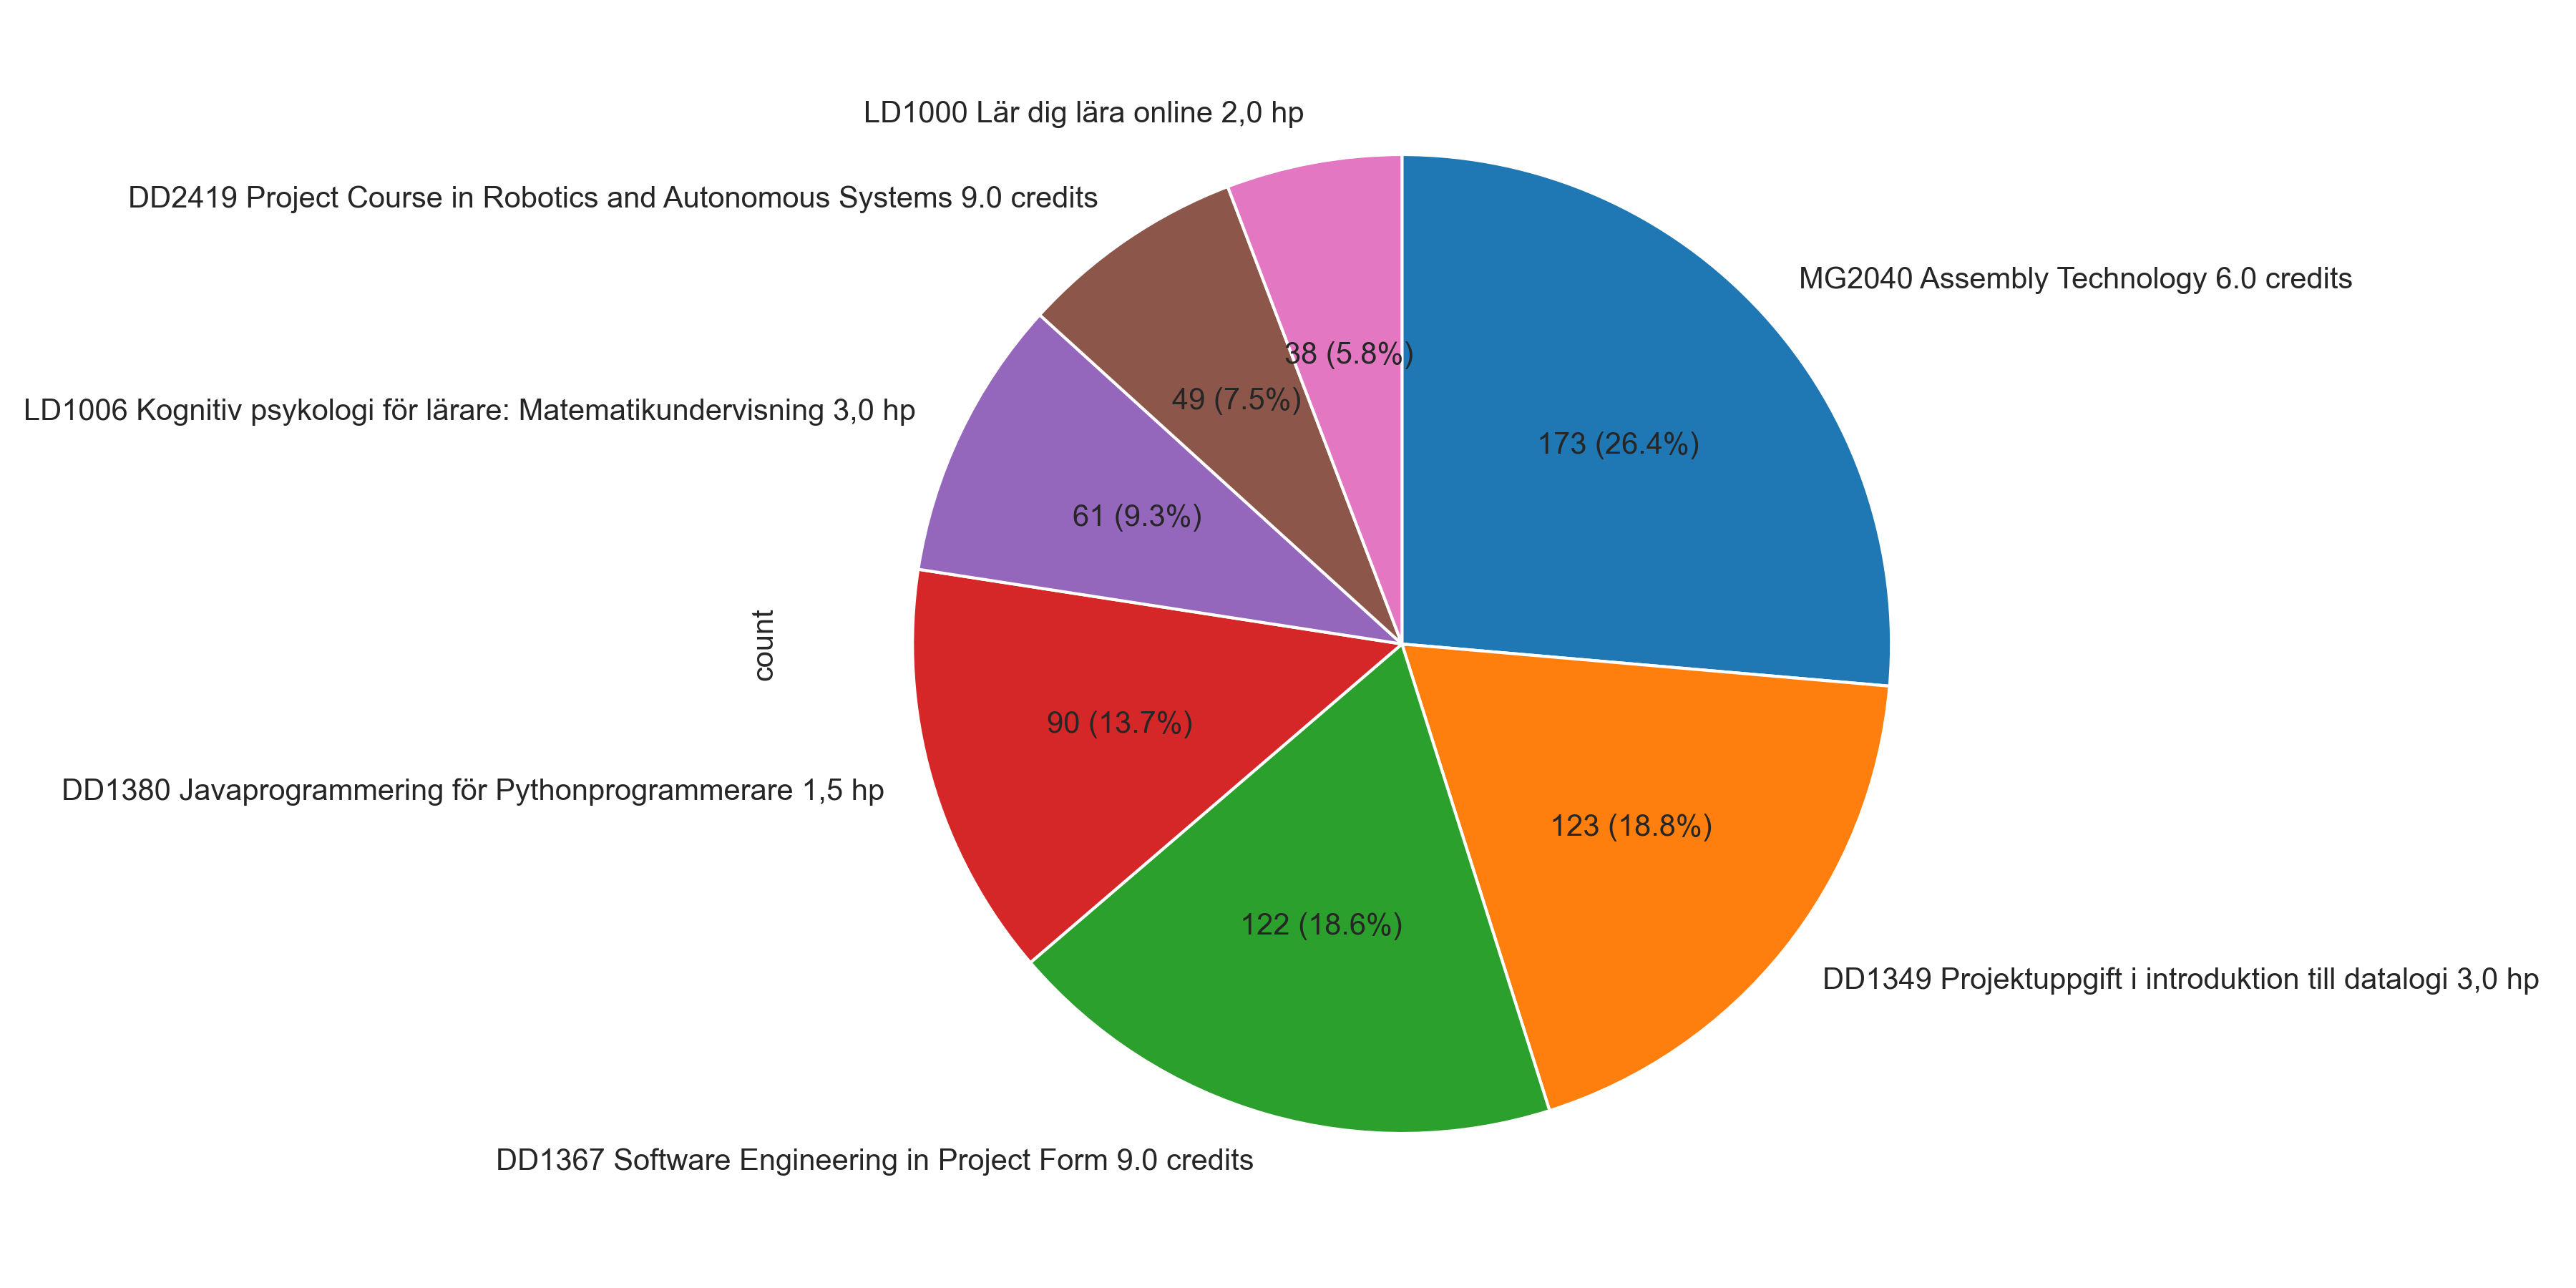 LD1000 Lär dig lära online 2,0 hp
DD2419 Project Course in Robotics and Autonomous Systems 9.0 credits
MG2040 Assembly Technology 6.0 credits
38 (5.8%)
49 (7.5%)
LD1006 Kognitiv psykologi för lärare: Matematikundervisning 3,0 hp
173 (26.4%)
61 (9.3%)
count
90 (13.7%)
DD1380 Javaprogrammering för Pythonprogrammerare 1,5 hp
123 (18.8%)
122 (18.6%)
DD1349 Projektuppgift i introduktion till datalogi 3,0 hp
DD1367 Software Engineering in Project Form 9.0 credits